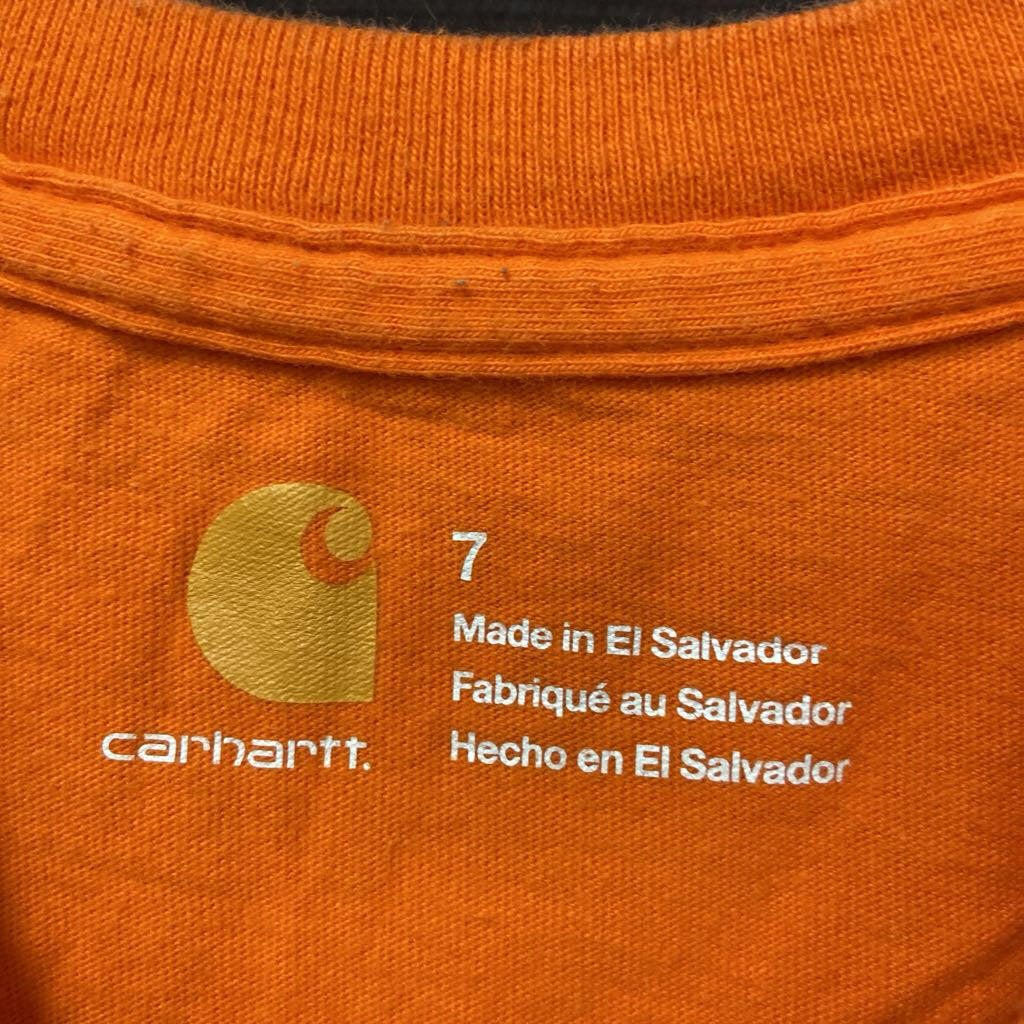 carhartt.
7
Made in El Salvador
Fabriqué au Salvador
Hecho en El Salvador